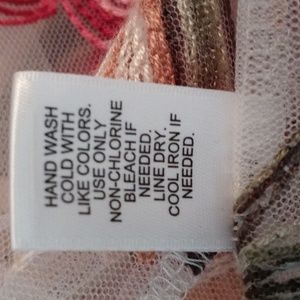 HAND WASH
COLD WITH
LIKE COLORS.
USE ONLY
NON-CHLORINE
BLEACH IF
NEEDED.
LINE DRY.
COOL IRON IF
NEEDED.